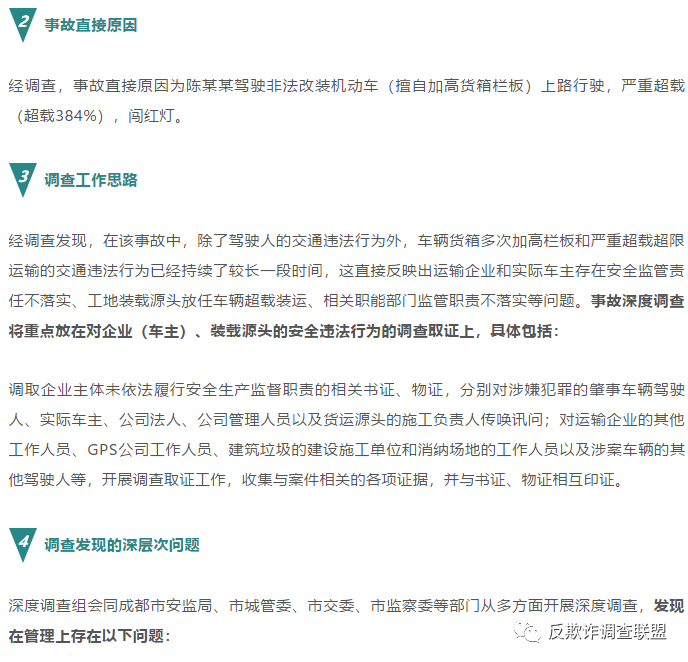 2 事故直接原因
经调查，事故直接原因为陈某某驾驶非法改装机动车（擅自加高货箱栏板）上路行驶，严重超载
（超载384%），闯红灯。
3 调查工作思路
经调查发现，在该事故中，除了驾驶人的交通违法行为外，车辆货箱多次加高栏板和严重超载超限
运输的交通违法行为已经持续了较长一段时间，这直接反映出运输企业和实际车主存在安全监管责
任不落实、工地装载源头放任车辆超载装运、相关职能部门监管职责不落实等问题。事故深度调查
将重点放在对企业（车主）、装载源头的安全违法行为的调查取证上，具体包括：
调取企业主体未依法履行安全生产监督职责的相关书证、物证，分别对涉嫌犯罪的肇事车辆驾驶
人、实际车主、公司法人、公司管理人员以及货运源头的施工负责人传唤讯问；对运输企业的其他
工作人员、GPS公司工作人员、建筑垃圾的建设施工单位和消纳场地的工作人员以及涉案车辆的其
他驾驶人等，开展调查取证工作，收集与案件相关的各项证据，并与书证、物证相互印证。
4 调查发现的深层次问题
深度调查组会同成都市安监局、市城管委、市交委、市监察委等部门从多方面开展深度调查，发现
在管理上存在以下问题：
反欺诈调查联盟